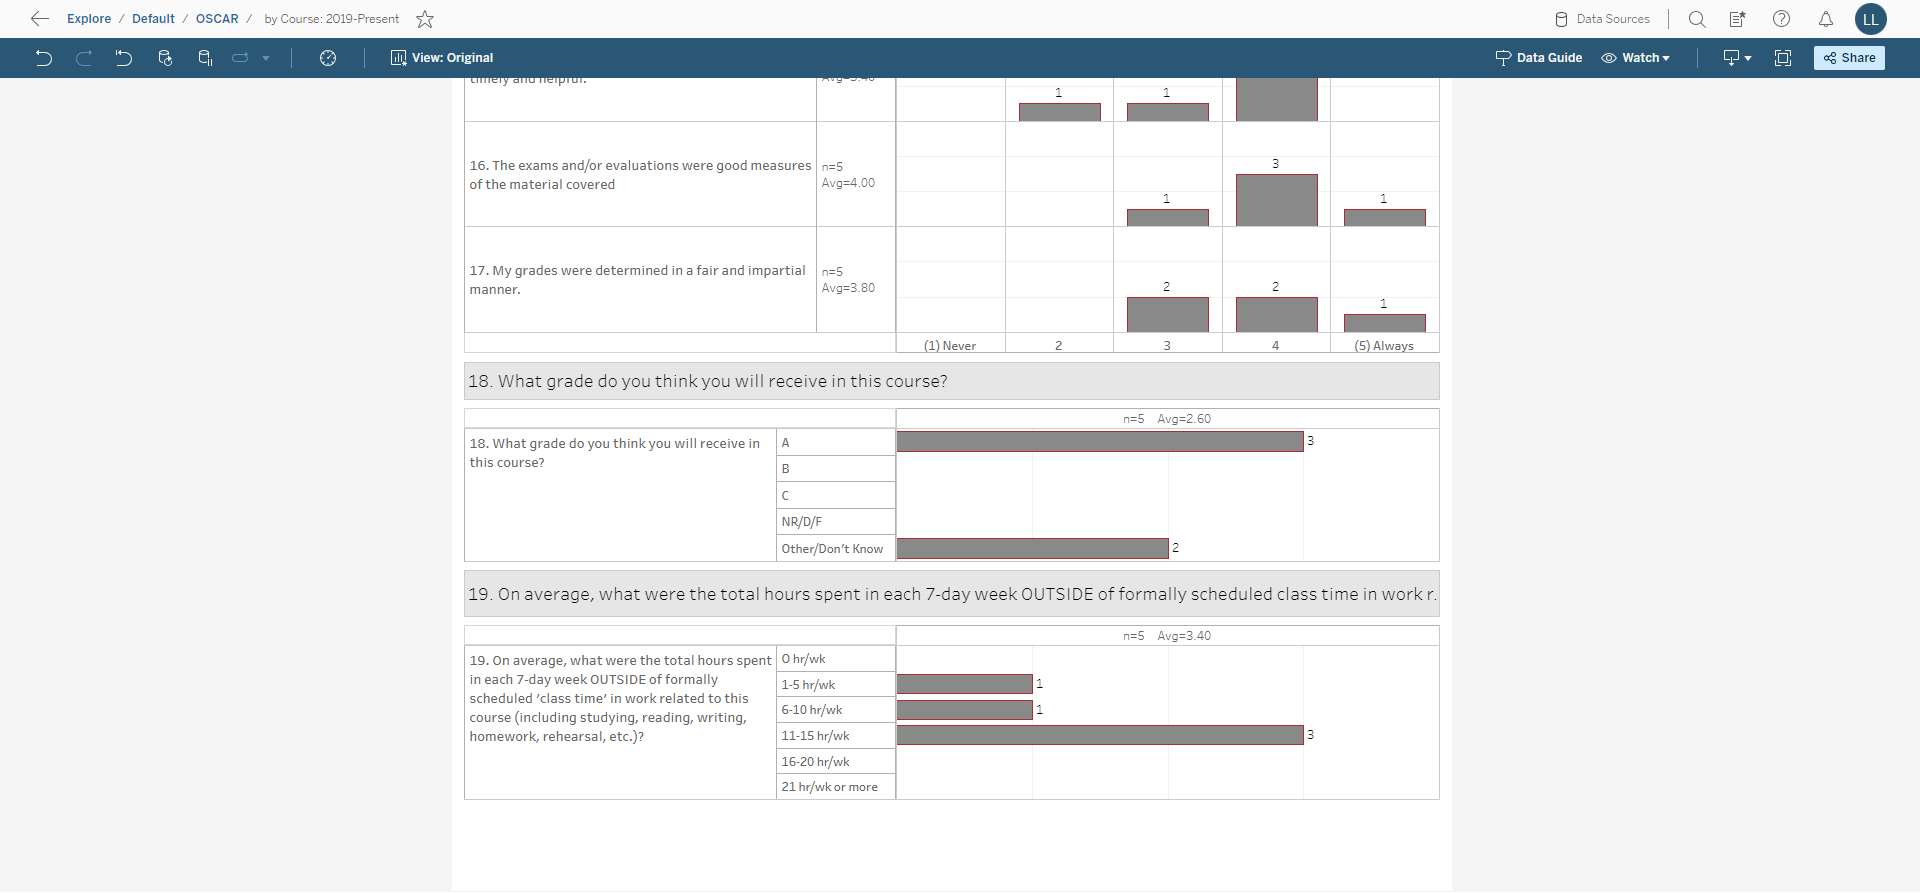 Explore / Default / OSCAR / by Course: 2019-Present
Data Sources
LL
View: Original
Data Guide
Watch
Share
timely and helpful.
Avg=3.40
1
1
16. The exams and/or evaluations were good measures
of the material covered
n=5
Avg=4.00
1
3
1
17. My grades were determined in a fair and impartial
manner.
n=5
Avg=3.80
2
2
1
(1) Never
2
3
4
(5) Always
18. What grade do you think you will receive in this course?
n=5 Avg=2.60
18. What grade do you think you will receive in
this course?
A
3
B
C
NR/D/F
Other/Don't Know
2
19. On average, what were the total hours spent in each 7-day week OUTSIDE of formally scheduled class time in work r.
n=5 Avg=3.40
19. On average, what were the total hours spent
in each 7-day week OUTSIDE of formally
scheduled 'class time' in work related to this
course (including studying, reading, writing,
homework, rehearsal, etc.)?
0 hr/wk
1-5 hr/wk
1
6-10 hr/wk
1
11-15 hr/wk
3
16-20 hr/wk
21 hr/wk or more